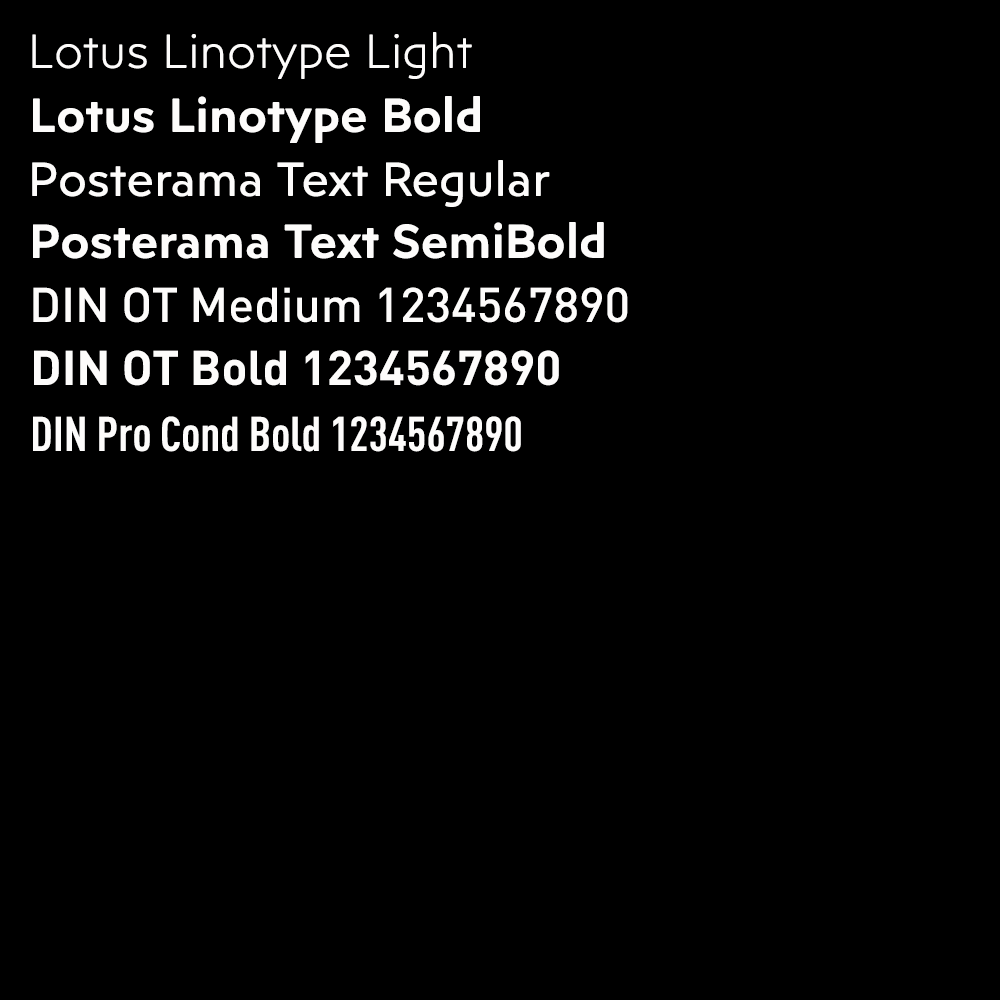 Lotus Linotype Light
Lotus Linotype Bold
Posterama Text Regular
Posterama Text SemiBold
DIN OT Medium 1234567890
DIN OT Bold 1234567890
DIN Pro Cond Bold 1234567890